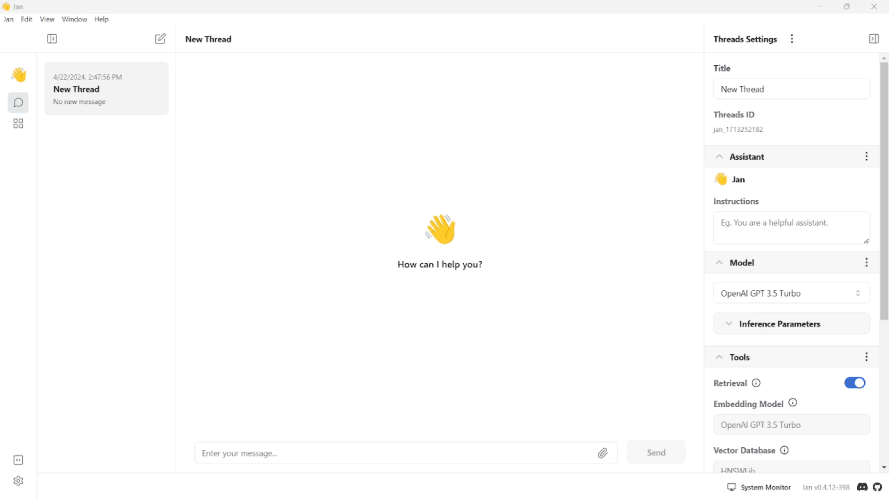 Jan
Jan Edit View Window Help
New Thread
Threads Settings
4/22/2024, 2:47:56 PM
New Thread
No new message
How can I help you?
Enter your message...
Send
Title
New Thread
Threads ID
jan_1713252182
Assistant
Jan
Instructions
Eg. You are a helpful assistant.
Model
OpenAI GPT 3.5 Turbo
Inference Parameters
Tools
Retrieval
Embedding Model
OpenAI GPT 3.5 Turbo
Vector Database
HNSWLib
System Monitor
Jan v0.4.12-398